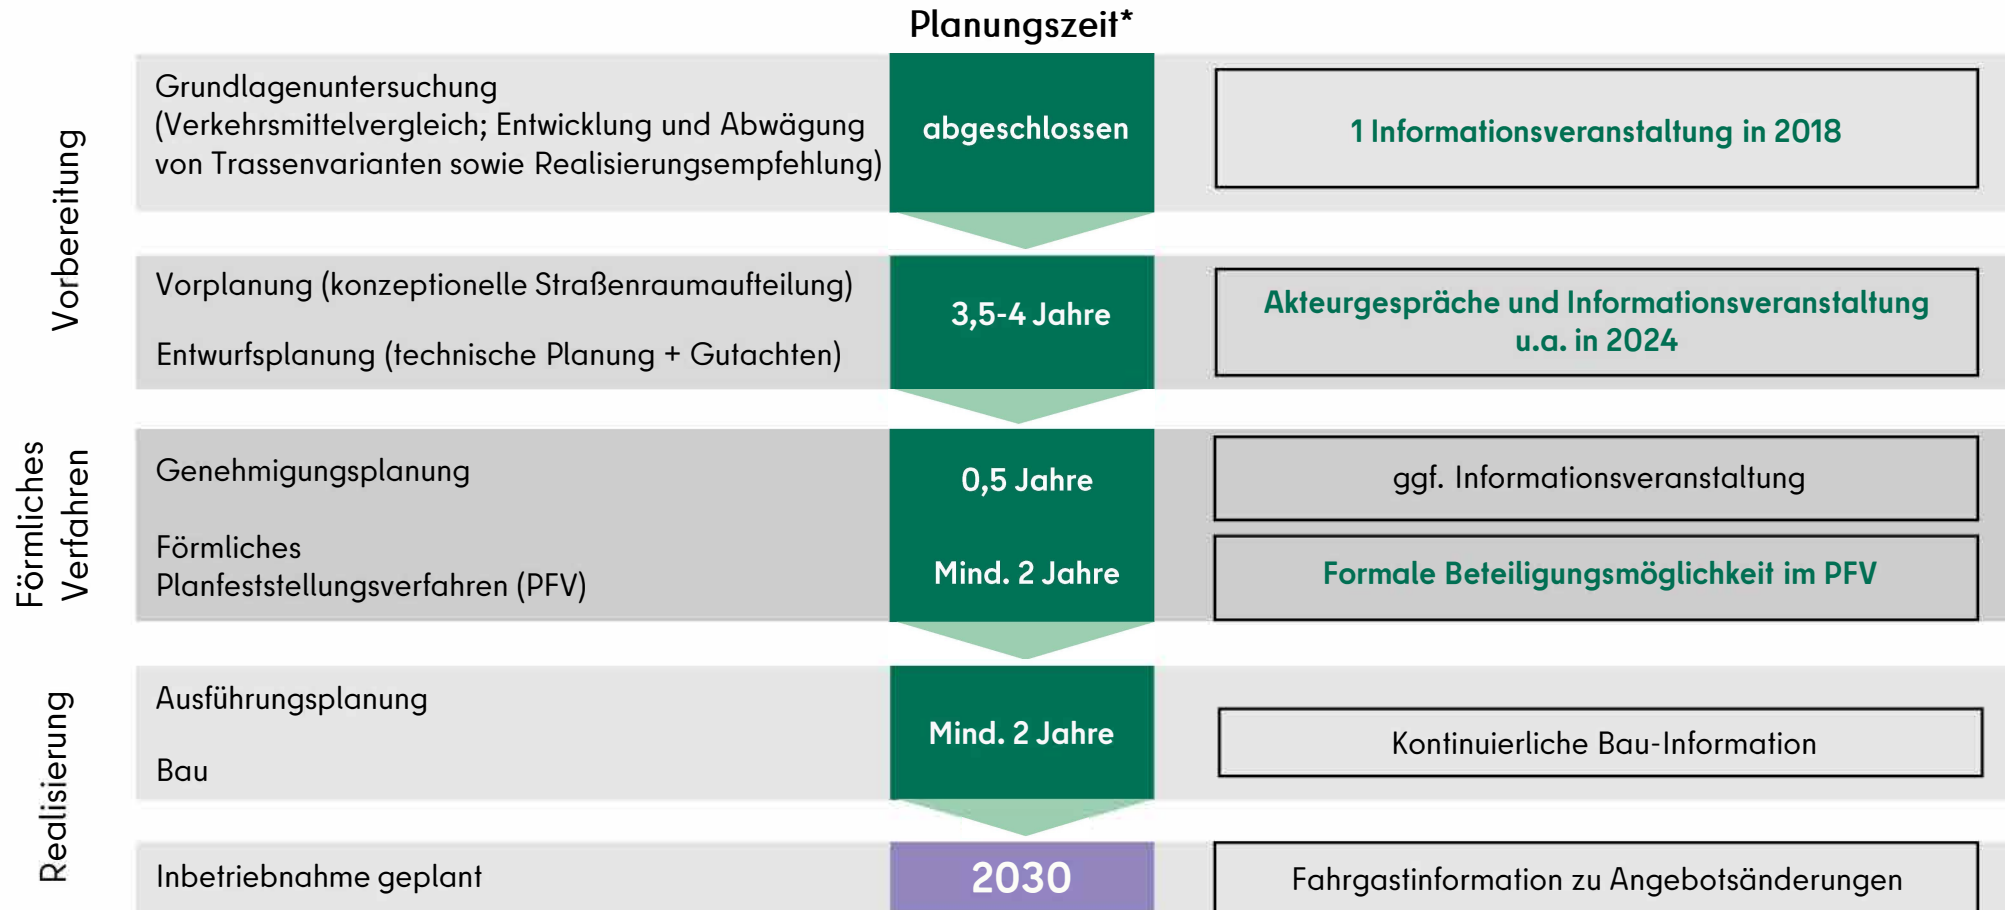 Planungszeit*
Vorbereitung
Grundlagenuntersuchung
(Verkehrsmittelvergleich; Entwicklung und Abwägung
von Trassenvarianten sowie Realisierungsempfehlung)
abgeschlossen
1 Informationsveranstaltung in 2018
Vorplanung (konzeptionelle Straßenraumaufteilung)
Entwurfsplanung (technische Planung + Gutachten)
3,5-4 Jahre
Akteurgespräche und Informationsveranstaltung
u.a. in 2024
Förmliches
Verfahren
Genehmigungsplanung
0,5 Jahre
ggf. Informationsveranstaltung
Förmliches
Planfeststellungsverfahren (PFV)
Mind. 2 Jahre
Formale Beteiligungsmöglichkeit im PFV
Realisierung
Ausführungsplanung
Bau
Mind. 2 Jahre
Kontinuierliche Bau-Information
Inbetriebnahme geplant
2030
Fahrgastinformation zu Angebotsänderungen